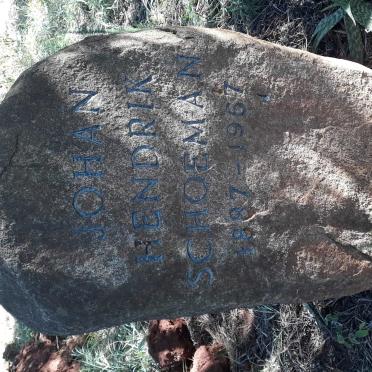 JOHAN
HENDRIK
SCHOEMAN
1887-1967